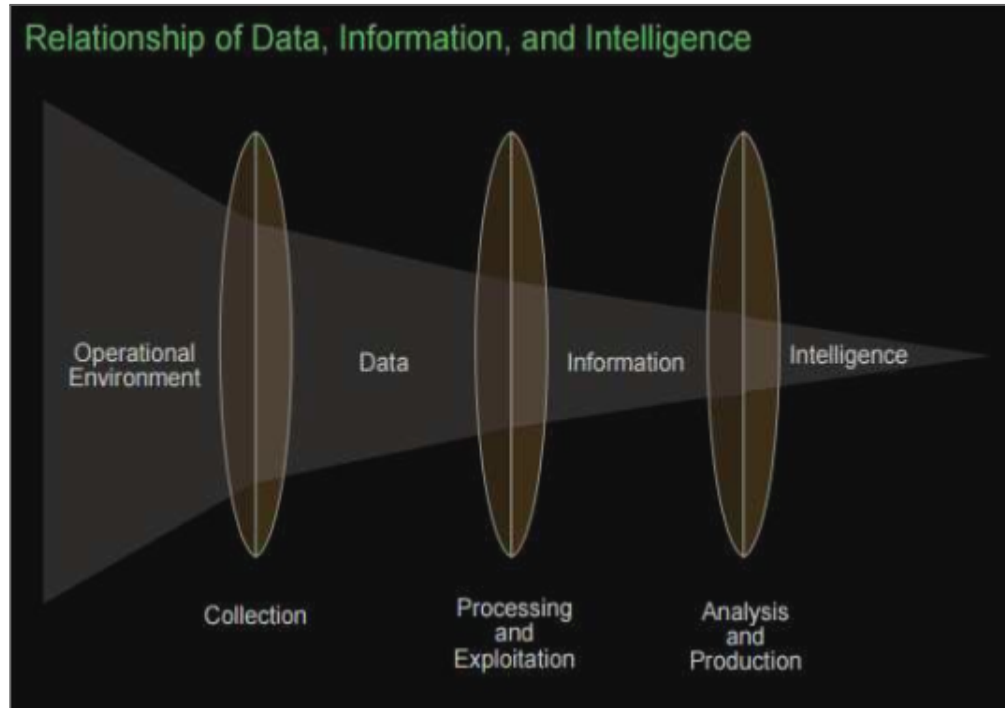 Relationship of Data, Information, and Intelligence
Operational
Environment
Data
Information
Intelligence
Collection
Processing
and
Exploitation
Analysis
and
Production